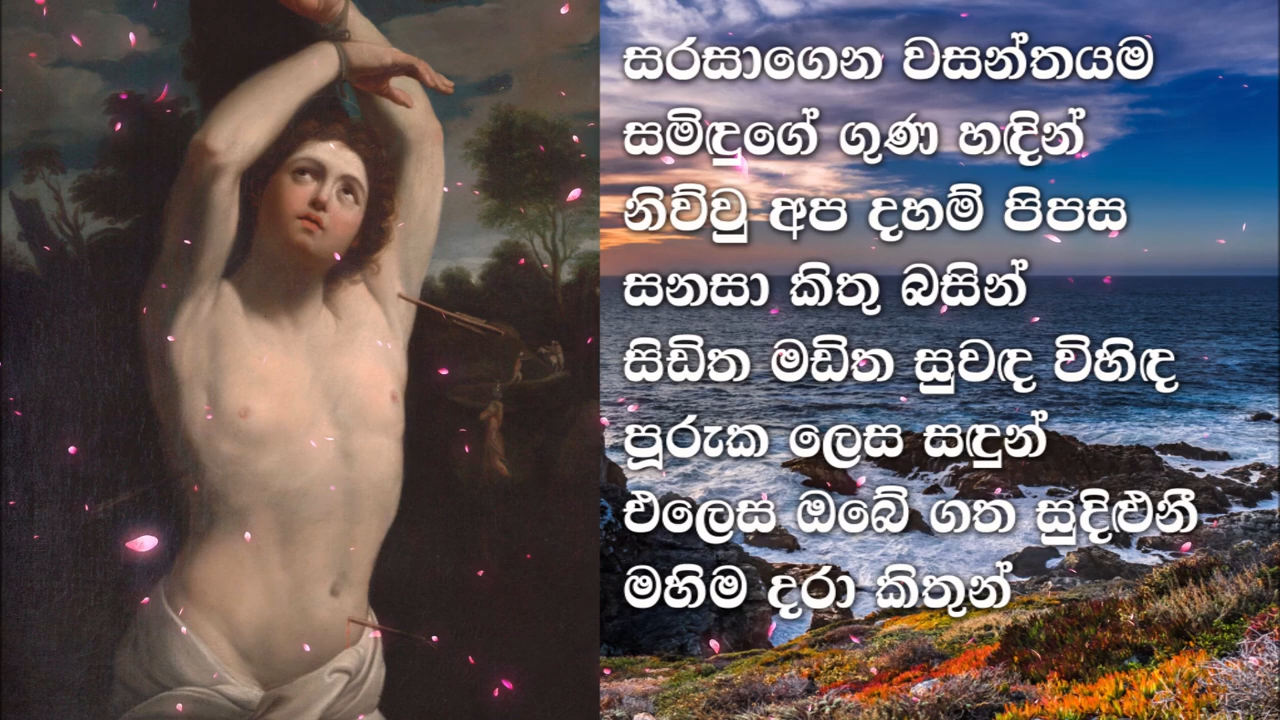 සරසාගෙන වසන්තයම
සමිඳුගේ ගුණ හඳින්
නිව්වු අප දහම් පිපස
සනසා කිතු බසින්
සිඩිත මඩිත සුවඳ විහිඳ
පූරුක ලෙස සඳුන්
එලෙස ඔබේ ගත සුදිළුනී
මහිම දරා කිතුන්